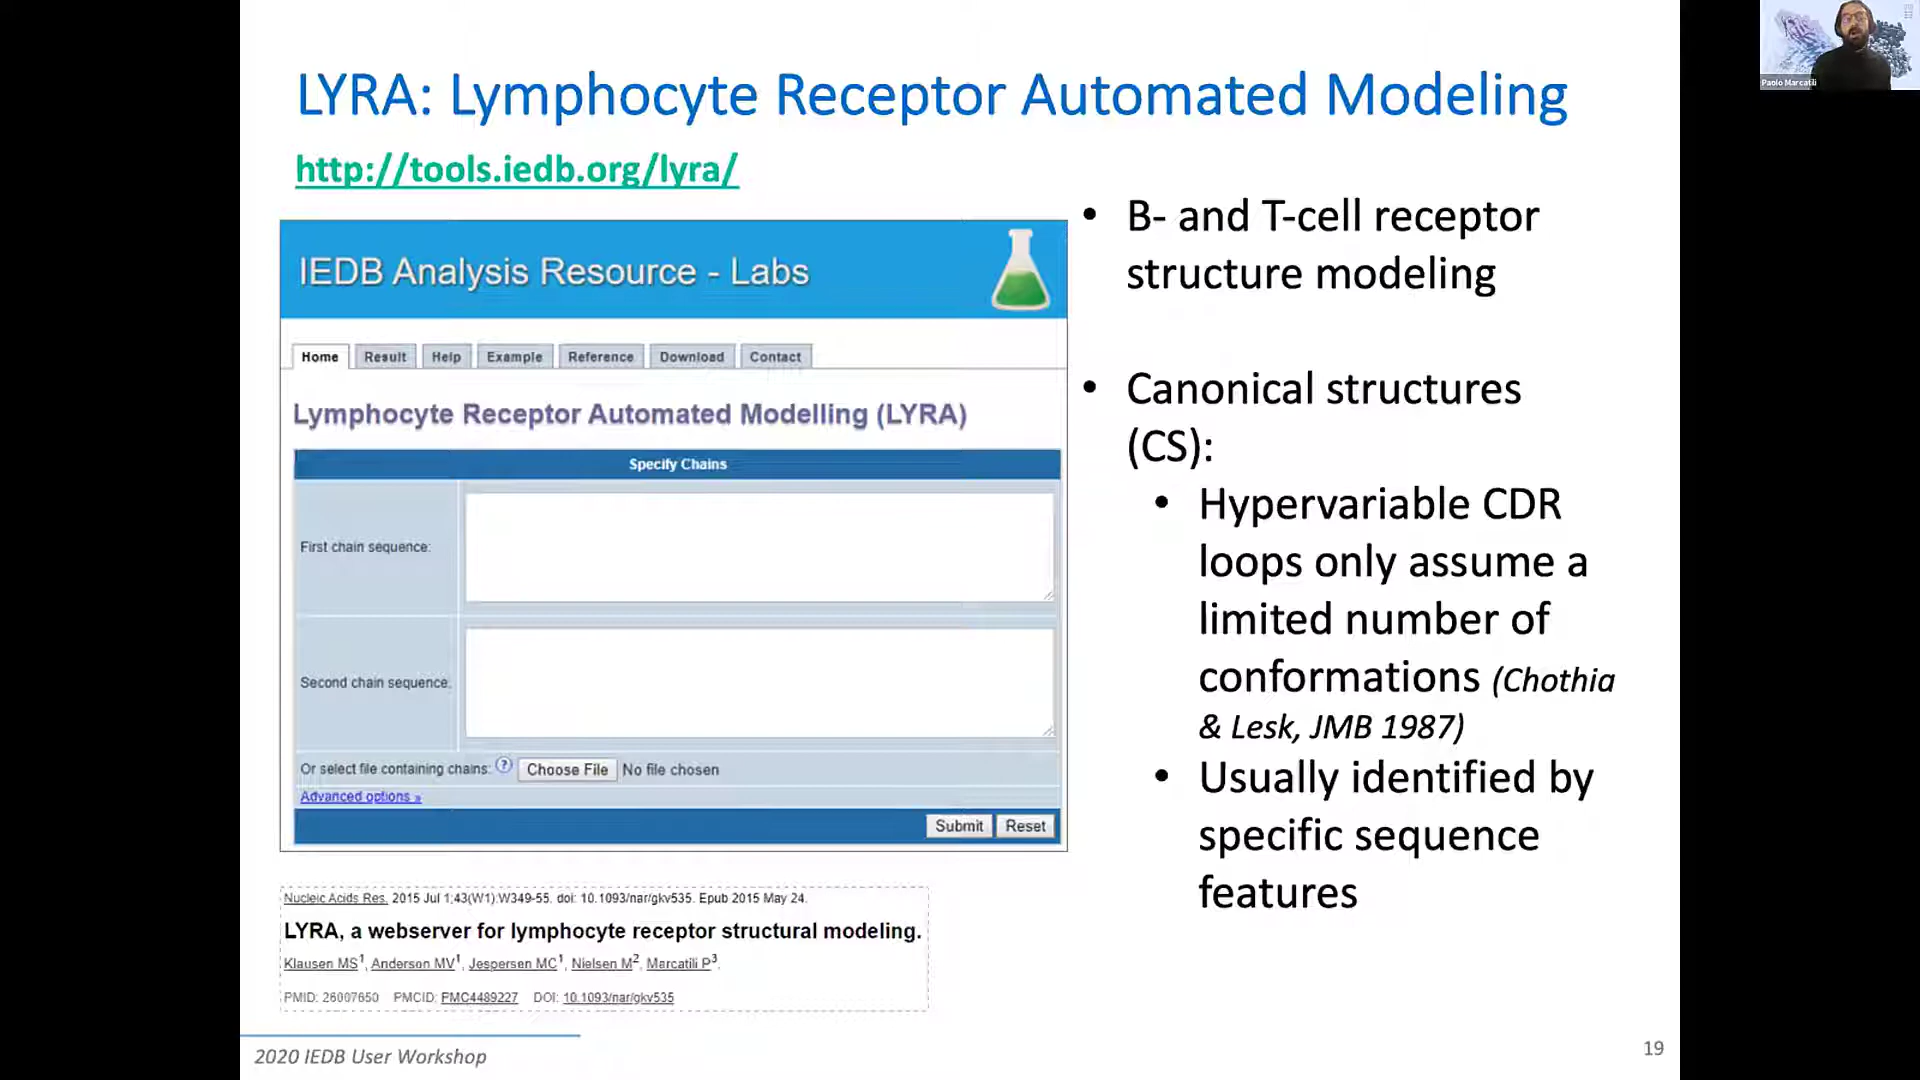 LYRA: Lymphocyte Receptor Automated Modeling
http://tools.iedb.org/lyra/
IEDB Analysis Resource - Labs
Home
Result
Help
Example
Reference
Download
Contact
Lymphocyte Receptor Automated Modelling (LYRA)
Specify Chains
First chain sequence:
Second chain sequence:
Or select file containing chains: ? Choose File No file chosen
Advanced options »
Submit
Reset
Nucleic Acids Res. 2015 Jul 1;43(W1):W349-55. doi: 10.1093/nar/gkv535. Epub 2015 May 24.
LYRA, a webserver for lymphocyte receptor structural modeling.
Klausen MS1, Anderson MV1, Jespersen MC1, Nielsen M2, Marcatili P3.
PMID: 26007650 PMCID: PMC4489227 DOI: 10.1093/nar/gkv535
• B- and T-cell receptor
structure modeling
• Canonical structures
(CS):
• Hypervariable CDR
loops only assume a
limited number of
conformations (Chothia
& Lesk, JMB 1987)
• Usually identified by
specific sequence
features
2020 IEDB User Workshop
19
Paolo Marcatili